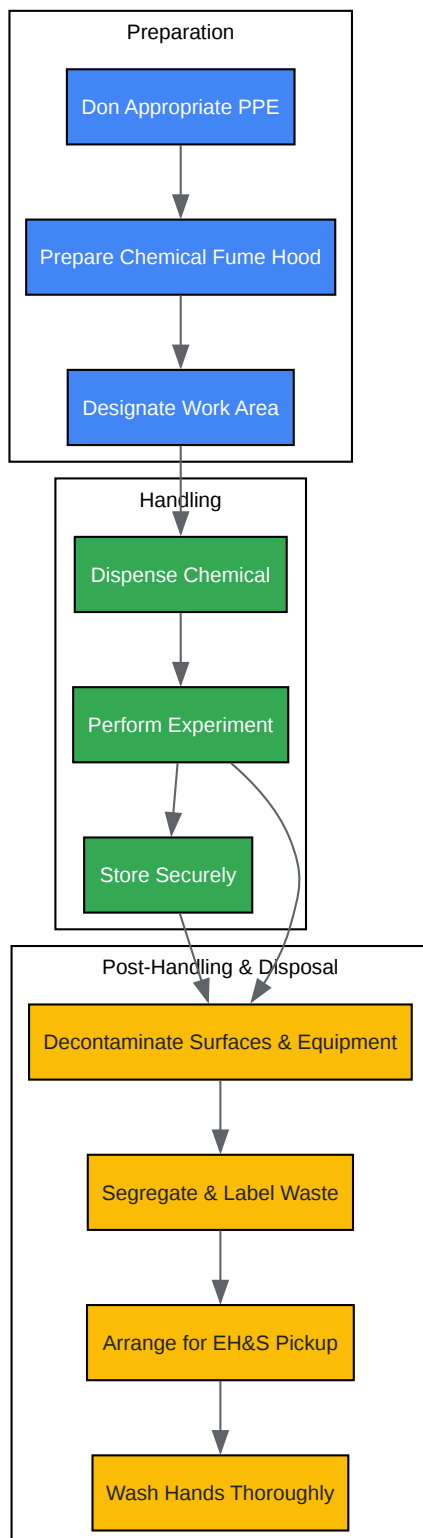 Preparation
Don Appropriate PPE
Prepare Chemical Fume Hood
Designate Work Area
Handling
Dispense Chemical
Perform Experiment
Store Securely
Post-Handling & Disposal
Decontaminate Surfaces & Equipment
Segregate & Label Waste
Arrange for EH&S Pickup
Wash Hands Thoroughly